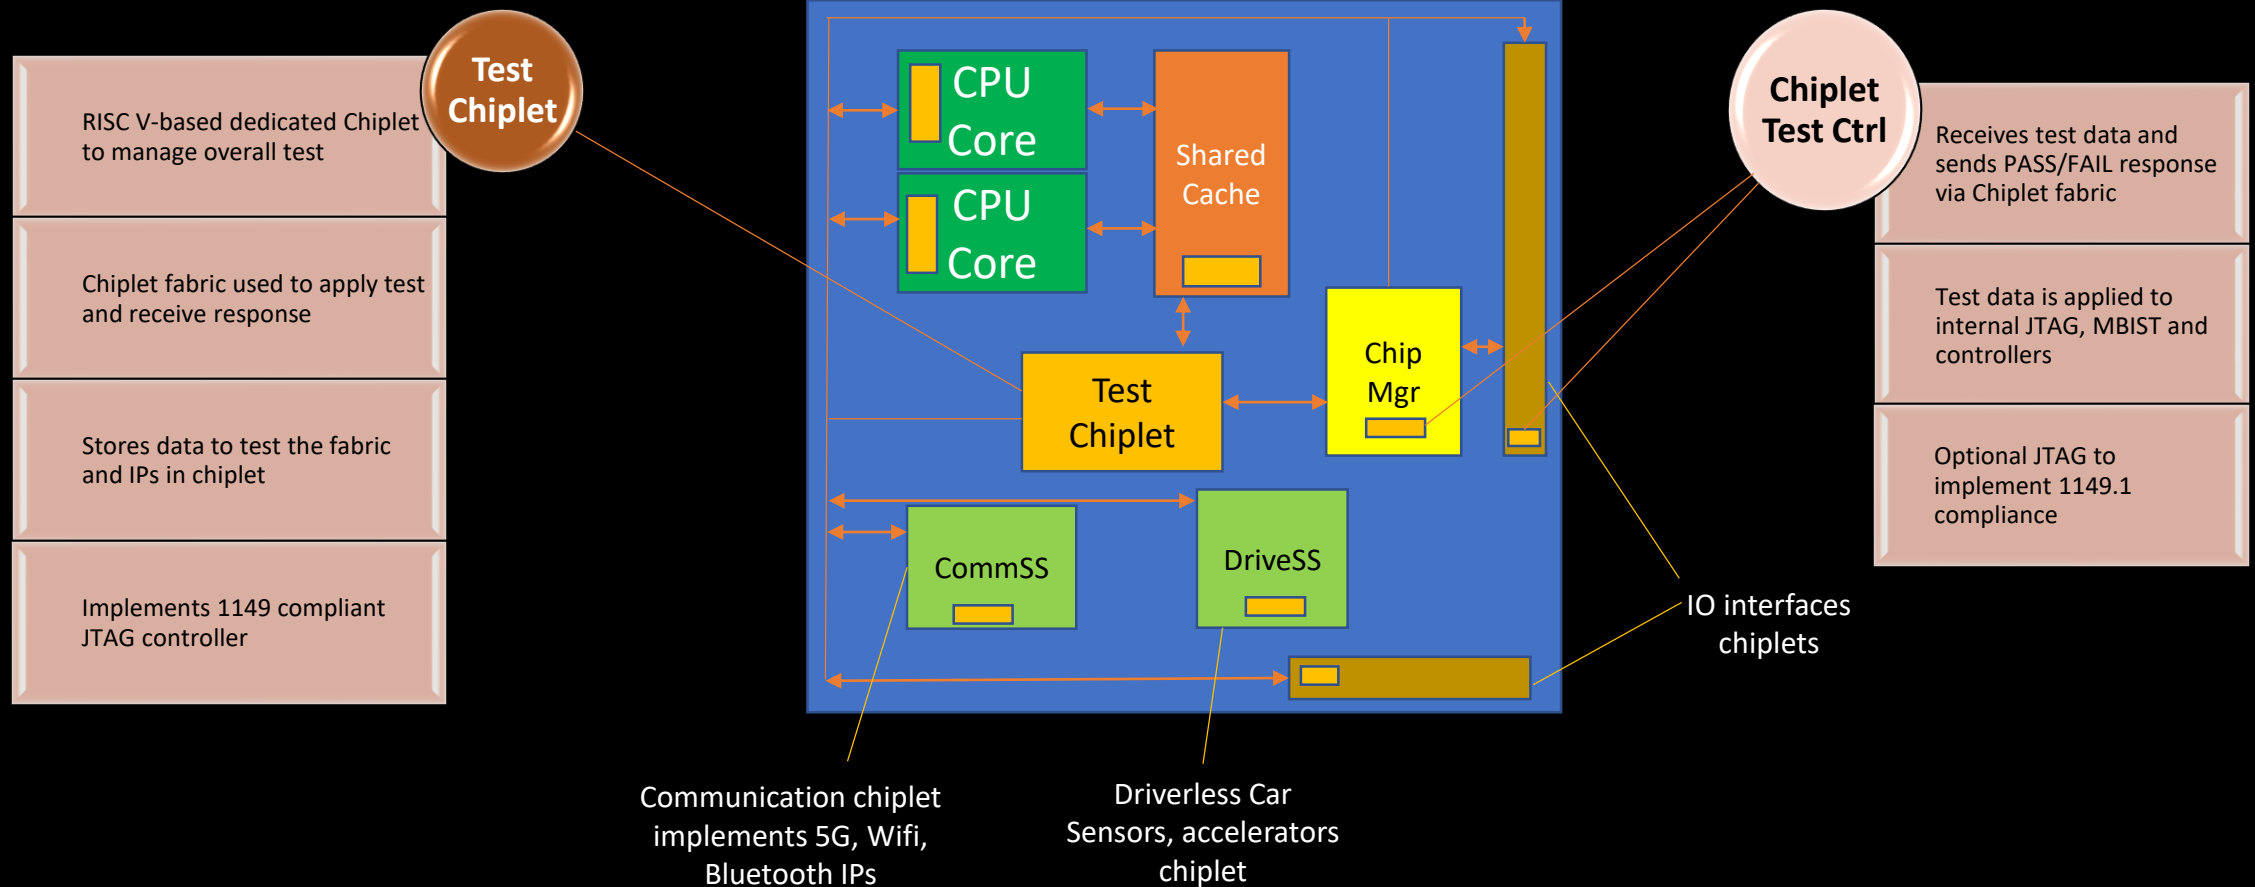 Test
Chiplet
RISC V-based dedicated Chiplet
to manage overall test
Chiplet fabric used to apply test
and receive response
Stores data to test the fabric
and IPs in chiplet
Implements 1149 compliant
JTAG controller
CPU
Core
CPU
Core
Shared
Cache
Test
Chiplet
Chip
Mgr
CommSS
DriveSS
Communication chiplet
implements 5G, Wifi,
Bluetooth IPs
Driverless Car
Sensors, accelerators
chiplet
IO interfaces
chiplets
Chiplet
Test Ctrl
Receives test data and
sends PASS/FAIL response
via Chiplet fabric
Test data is applied to
internal JTAG, MBIST and
controllers
Optional JTAG to
implement 1149.1
compliance